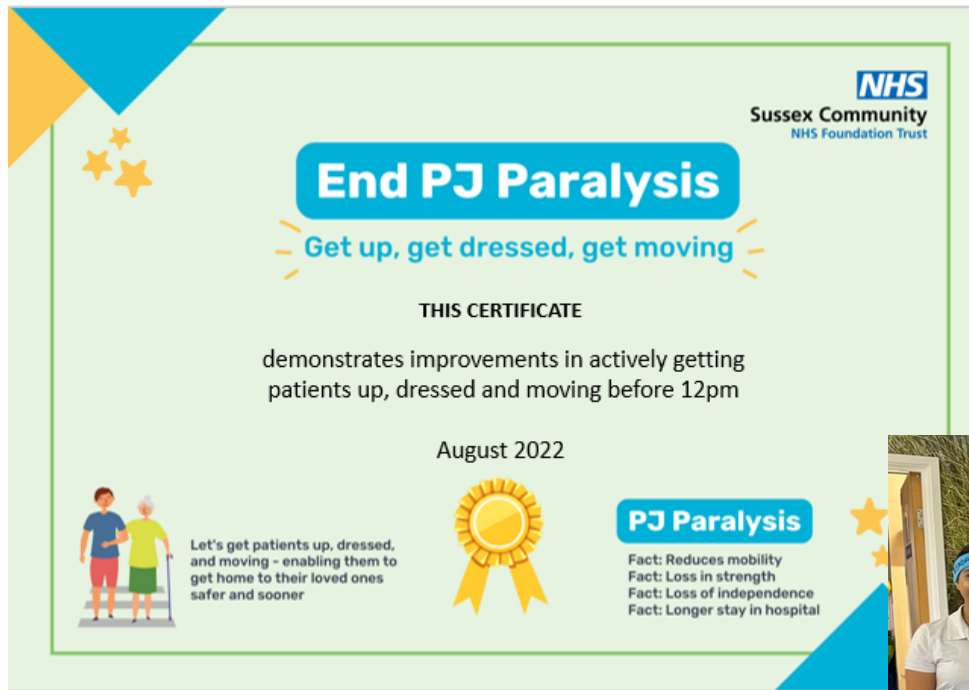 NHS
Sussex Community
NHS Foundation Trust
End PJ Paralysis
Get up, get dressed, get moving
THIS CERTIFICATE
demonstrates improvements in actively getting
patients up, dressed and moving before 12pm
August 2022
Let's get patients up, dressed,
and moving - enabling them to
get home to their loved ones
safer and sooner
PJ Paralysis
Fact: Reduces mobility
Fact: Loss in strength
Fact: Loss of independence
Fact: Longer stay in hospital